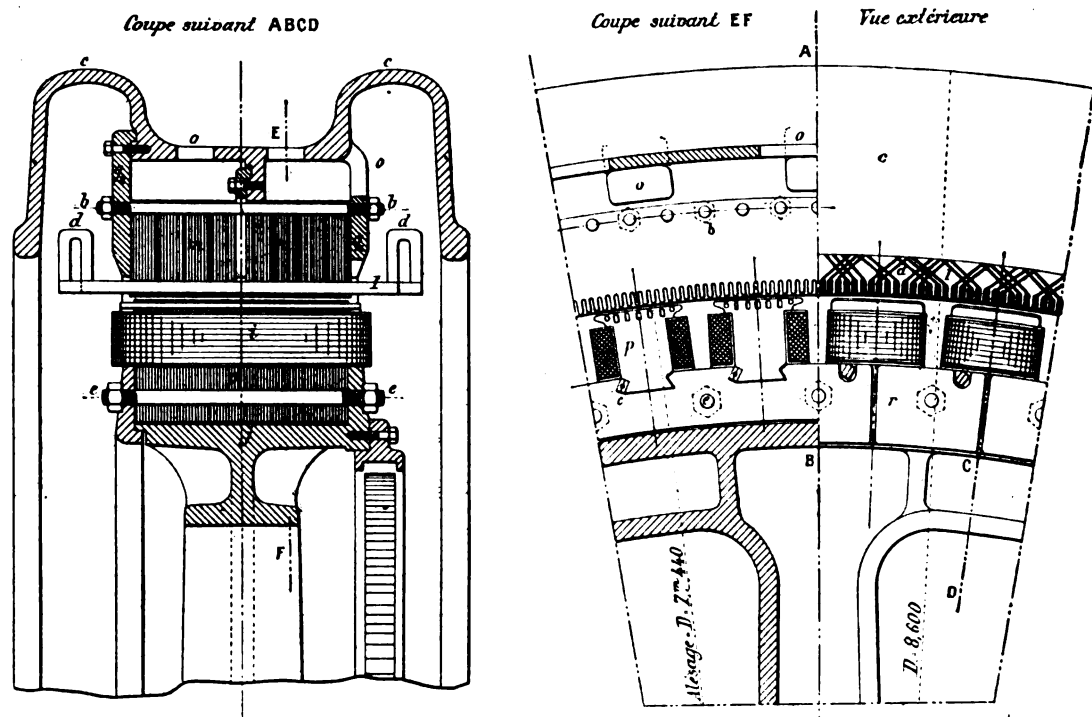 Coupe suivant ABCD
Coupe suivant EF
Vue extérieure
A
c
c
E
o
o
o
o
c
b
b
b
d
d
d
l
l
i
p
e
e
c
e
r
B
C
F
D
Alésage-D-7m440
D-8,600